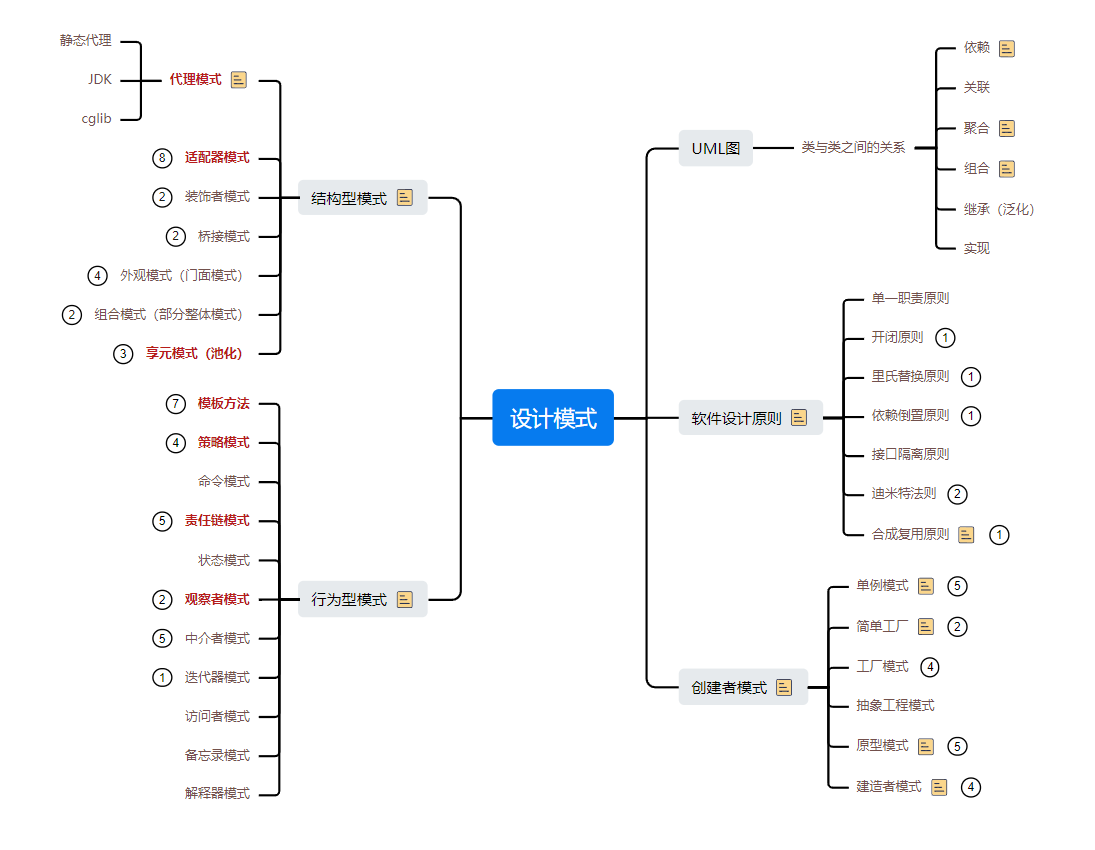 设计模式
UML图
类与类之间的关系
依赖
关联
聚合
组合
继承（泛化）
实现
软件设计原则
单一职责原则
开闭原则 1
里氏替换原则 1
依赖倒置原则 1
接口隔离原则
迪米特法则 2
合成复用原则 1
创建者模式
单例模式 5
简单工厂 2
工厂模式 4
抽象工程模式
原型模式 5
建造者模式 4
结构型模式
代理模式
静态代理
JDK
cglib
8 适配器模式
2 装饰者模式
2 桥接模式
4 外观模式（门面模式）
2 组合模式（部分整体模式）
3 享元模式（池化）
行为型模式
7 模板方法
4 策略模式
命令模式
5 责任链模式
状态模式
2 观察者模式
5 中介者模式
1 迭代器模式
访问者模式
备忘录模式
解释器模式